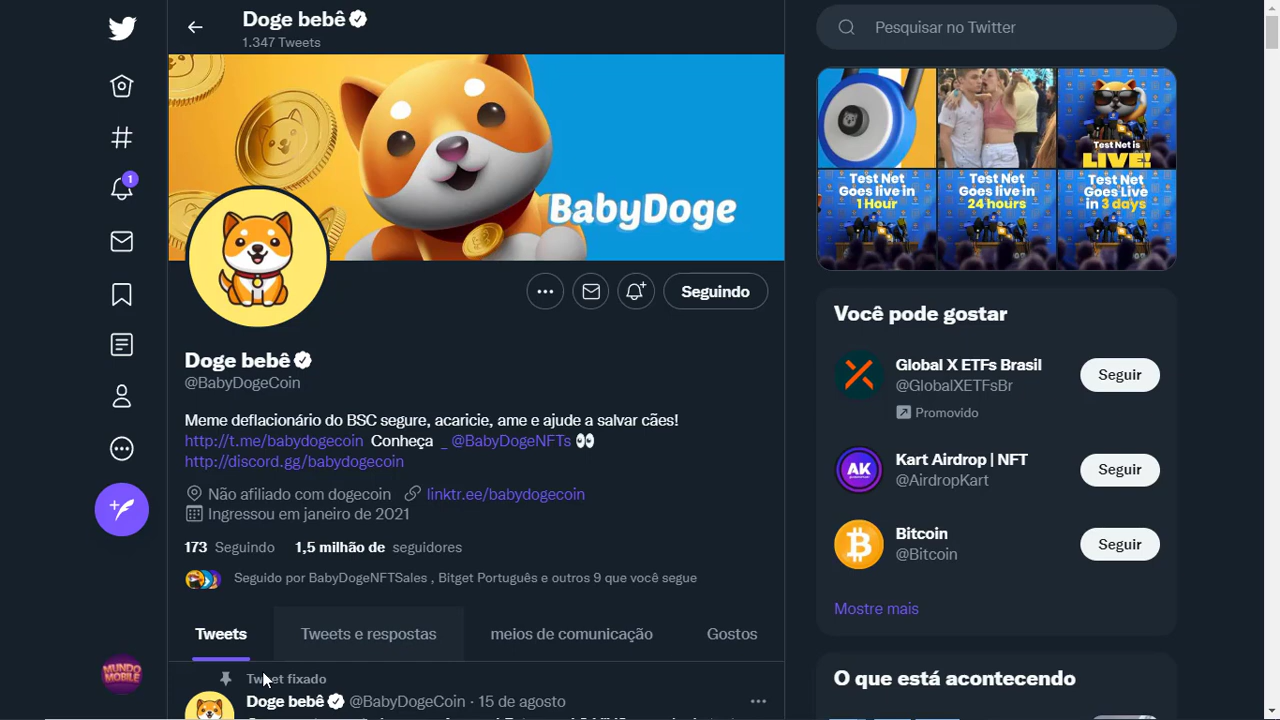 Doge bebê
1.347 Tweets
BabyDoge
Seguindo
Doge bebê
@BabyDogeCoin
Meme deflacionário do BSC segure, acaricie, ame e ajude a salvar cães!
http://t.me/babydogecoin Conheça _ @BabyDogeNFTs 👀
http://discord.gg/babydogecoin
Não afiliado com dogecoin linktr.ee/babydogecoin
Ingressou em janeiro de 2021
173 Seguindo 1,5 milhão de seguidores
Seguido por BabyDogeNFTSales , Bitget Português e outros 9 que você segue
Tweets Tweets e respostas meios de comunicação Gostos
Tweet fixado
Doge bebê @BabyDogeCoin · 15 de agosto
1
MUNDO
MOBILE
Pesquisar no Twitter
Test Net is
LIVE!
Test Net
Goes live in
1 Hour
Test Net
Goes live in
24 hours
Test Net
Goes Live
in 3 days
Você pode gostar
Global X ETFs Brasil
@GlobalXETFsBr
Promovido
Seguir
AK
Kart Airdrop | NFT
@AirdropKart
Seguir
Bitcoin
@Bitcoin
Seguir
Mostre mais
O que está acontecendo